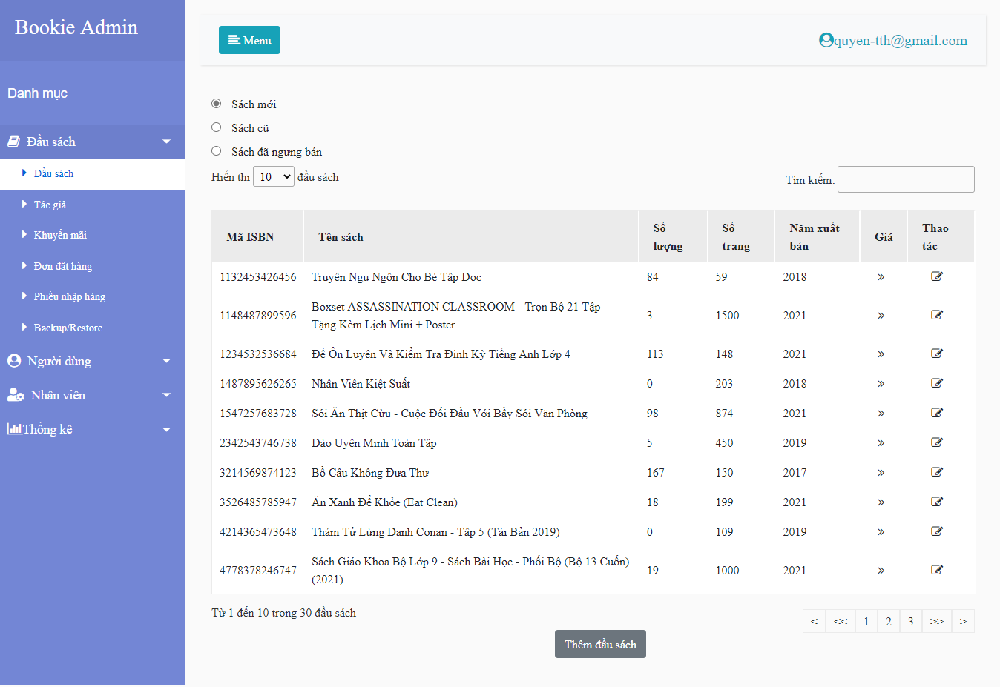 Bookie Admin
Menu
quyen-tth@gmail.com
Danh mục
Đầu sách
Đầu sách
Tác giả
Khuyến mãi
Đơn đặt hàng
Phiếu nhập hàng
Backup/Restore
Người dùng
Nhân viên
Thống kê
Sách mới
Sách cũ
Sách đã ngưng bán
Hiển thị 10 đầu sách
Tìm kiếm:
Mã ISBN Tên sách Số lượng Số trang Năm xuất bản Giá Thao tác
1132453426456 Truyện Ngụ Ngôn Cho Bé Tập Đọc 84 59 2018 »
1148487899596 Boxset ASSASSINATION CLASSROOM - Trọn Bộ 21 Tập - Tặng Kèm Lịch Mini + Poster 3 1500 2021 »
1234532536684 Đề Ôn Luyện Và Kiểm Tra Định Kỳ Tiếng Anh Lớp 4 113 148 2021 »
1487895626265 Nhân Viên Kiệt Suất 0 203 2018 »
1547257683728 Sói Ăn Thịt Cừu - Cuộc Đối Đầu Với Bầy Sói Văn Phòng 98 874 2021 »
2342543746738 Đào Uyên Minh Toàn Tập 5 450 2019 »
3214569874123 Bồ Câu Không Đưa Thư 167 150 2017 »
3526485785947 Ăn Xanh Để Khỏe (Eat Clean) 18 199 2021 »
4214365473648 Thám Tử Lừng Danh Conan - Tập 5 (Tái Bản 2019) 0 109 2019 »
4778378246747 Sách Giáo Khoa Bộ Lớp 9 - Sách Bài Học - Phối Bộ (Bộ 13 Cuốn) (2021) 19 1000 2021 »
Từ 1 đến 10 trong 30 đầu sách
< << 1 2 3 >> >
Thêm đầu sách